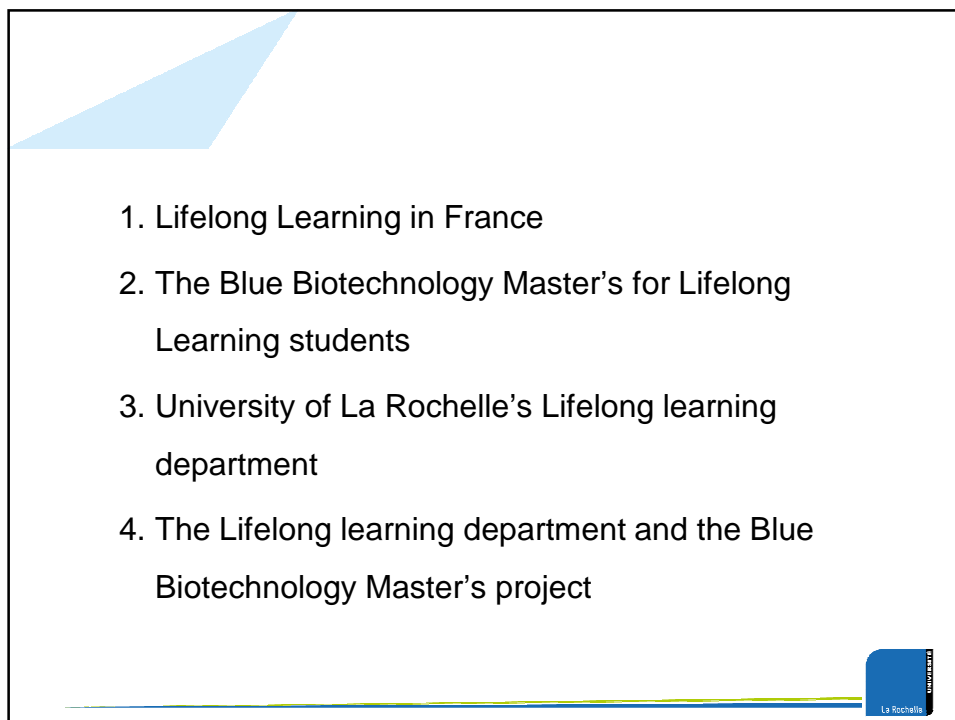 1. Lifelong Learning in France
2. The Blue Biotechnology Master’s for Lifelong
Learning students
3. University of La Rochelle’s Lifelong learning
department
4. The Lifelong learning department and the Blue
Biotechnology Master’s project
UNIVERSITÉ
La Rochelle